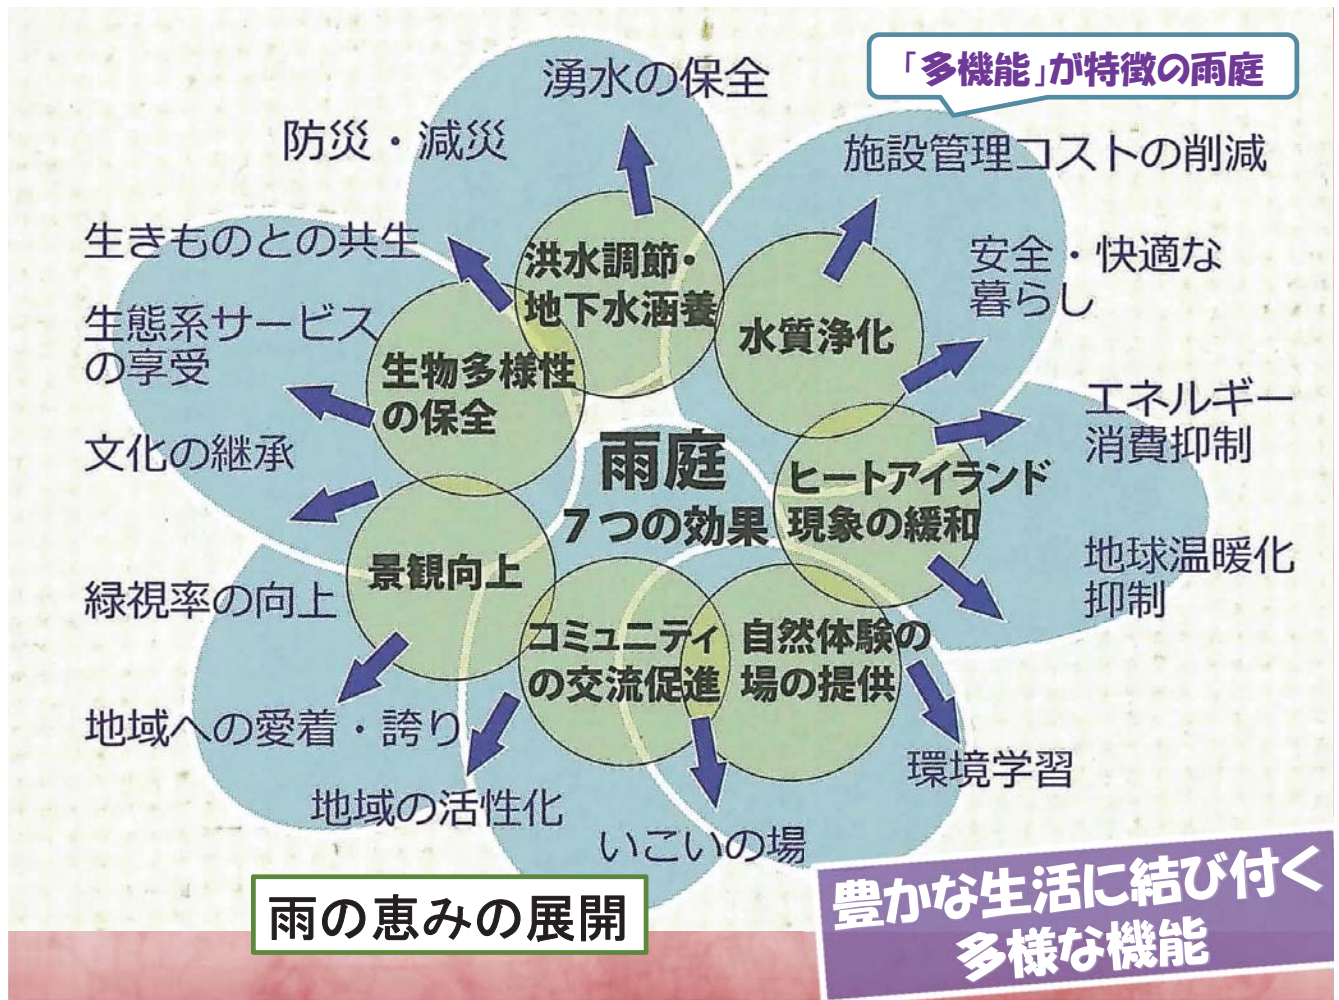 「多機能」が特徴の雨庭
湧水の保全
防災・減災
施設管理コストの削減
生きものとの共生
安全・快適な
暮らし
洪水調節・
地下水涵養
水質浄化
生態系サービス
の享受
生物多様性
の保全
エネルギー
消費抑制
文化の継承
雨庭
7つの効果
ヒートアイランド
現象の緩和
景観向上
地球温暖化
抑制
緑視率の向上
コミュニティ
の交流促進
自然体験の
場の提供
地域への愛着・誇り
環境学習
地域の活性化
いこいの場
雨の恵みの展開
豊かな生活に結び付く
多様な機能